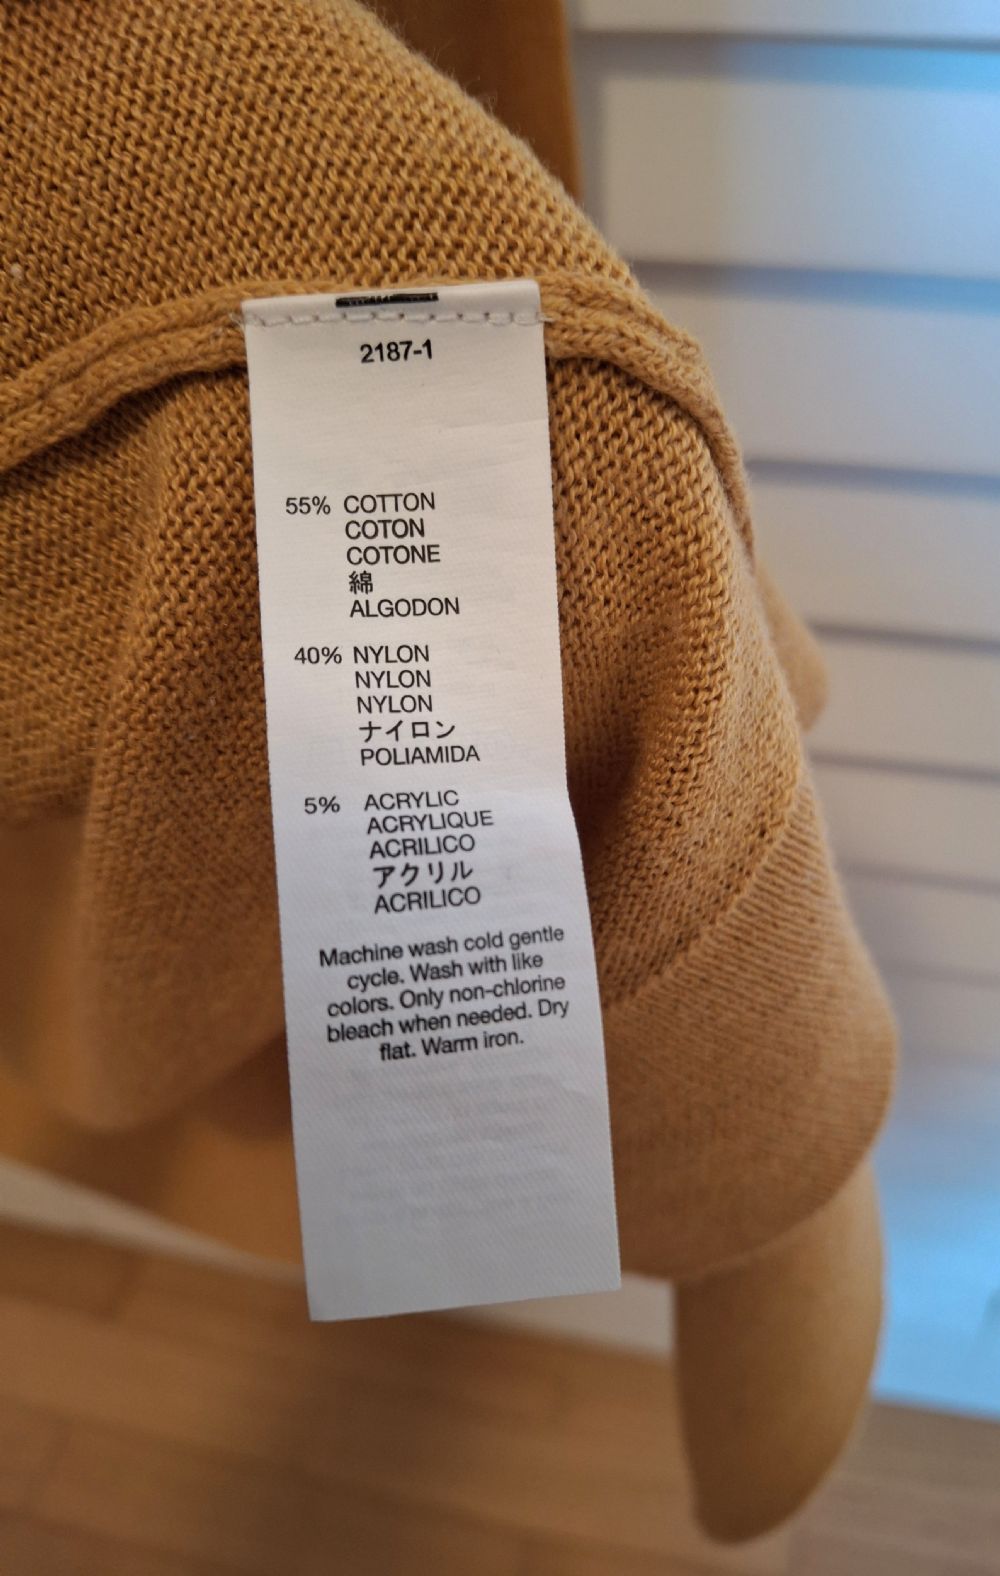 2187-1
55% COTTON
COTON
COTONE
綿
ALGODON
40% NYLON
NYLON
NYLON
ナイロン
POLIAMIDA
5% ACRYLIC
ACRYLIQUE
ACRILICO
アクリル
ACRILICO
Machine wash cold gentle
cycle. Wash with like
colors. Only non-chlorine
bleach when needed. Dry
flat. Warm iron.